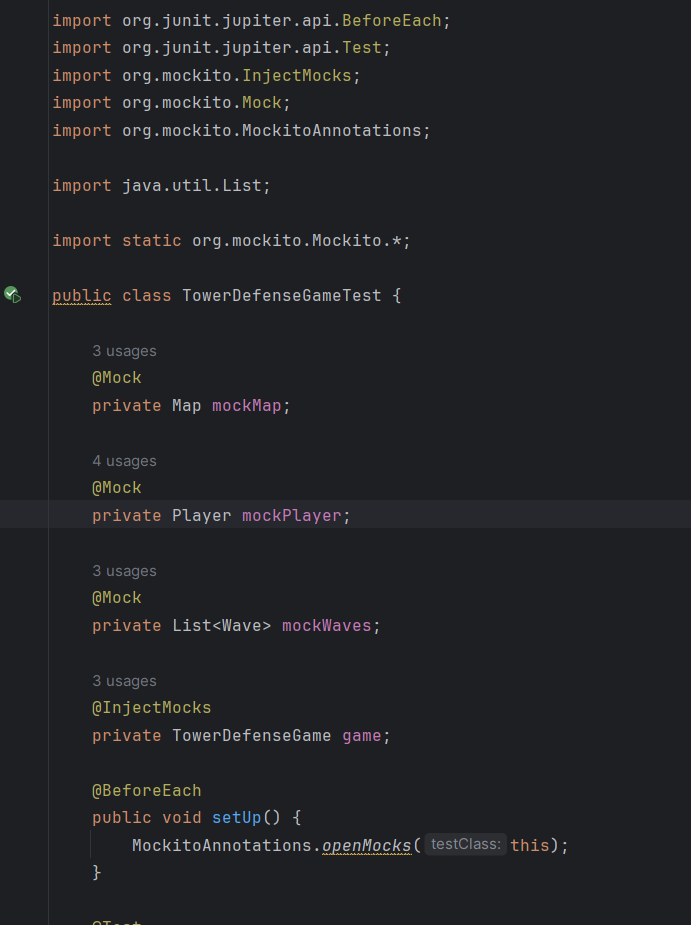 import org.junit.jupiter.api.BeforeEach;
import org.junit.jupiter.api.Test;
import org.mockito.InjectMocks;
import org.mockito.Mock;
import org.mockito.MockitoAnnotations;
import java.util.List;
import static org.mockito.Mockito.*;
public class TowerDefenseGameTest {
3 usages
@Mock
private Map mockMap;
4 usages
@Mock
private Player mockPlayer;
3 usages
@Mock
private List<Wave> mockWaves;
3 usages
@InjectMocks
private TowerDefenseGame game;
@BeforeEach
public void setUp() {
MockitoAnnotations.openMocks( testClass: this);
}
@Test